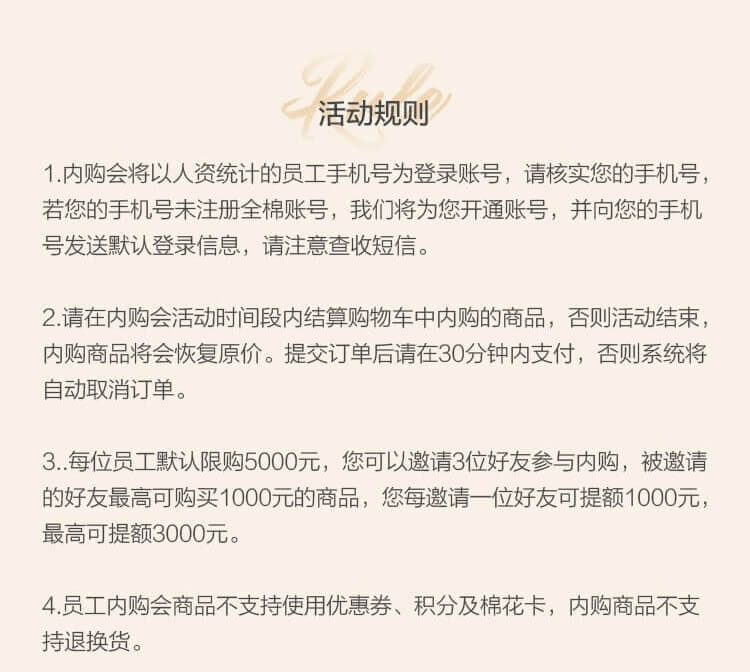 Rule
活动规则
1.内购会将以人资统计的员工手机号为登录账号，请核实您的手机号，
若您的手机号未注册全棉账号，我们将为您开通账号，并向您的手机
号发送默认登录信息，请注意查收短信。
2.请在内购会活动时间段内结算购物车中内购的商品，否则活动结束，
内购商品将会恢复原价。提交订单后请在30分钟内支付，否则系统将
自动取消订单。
3..每位员工默认限购5000元，您可以邀请3位好友参与内购，被邀请
的好友最高可购买1000元的商品，您每邀请一位好友可提额1000元，
最高可提额3000元。
4.员工内购会商品不支持使用优惠券、积分及棉花卡，内购商品不支
持退换货。